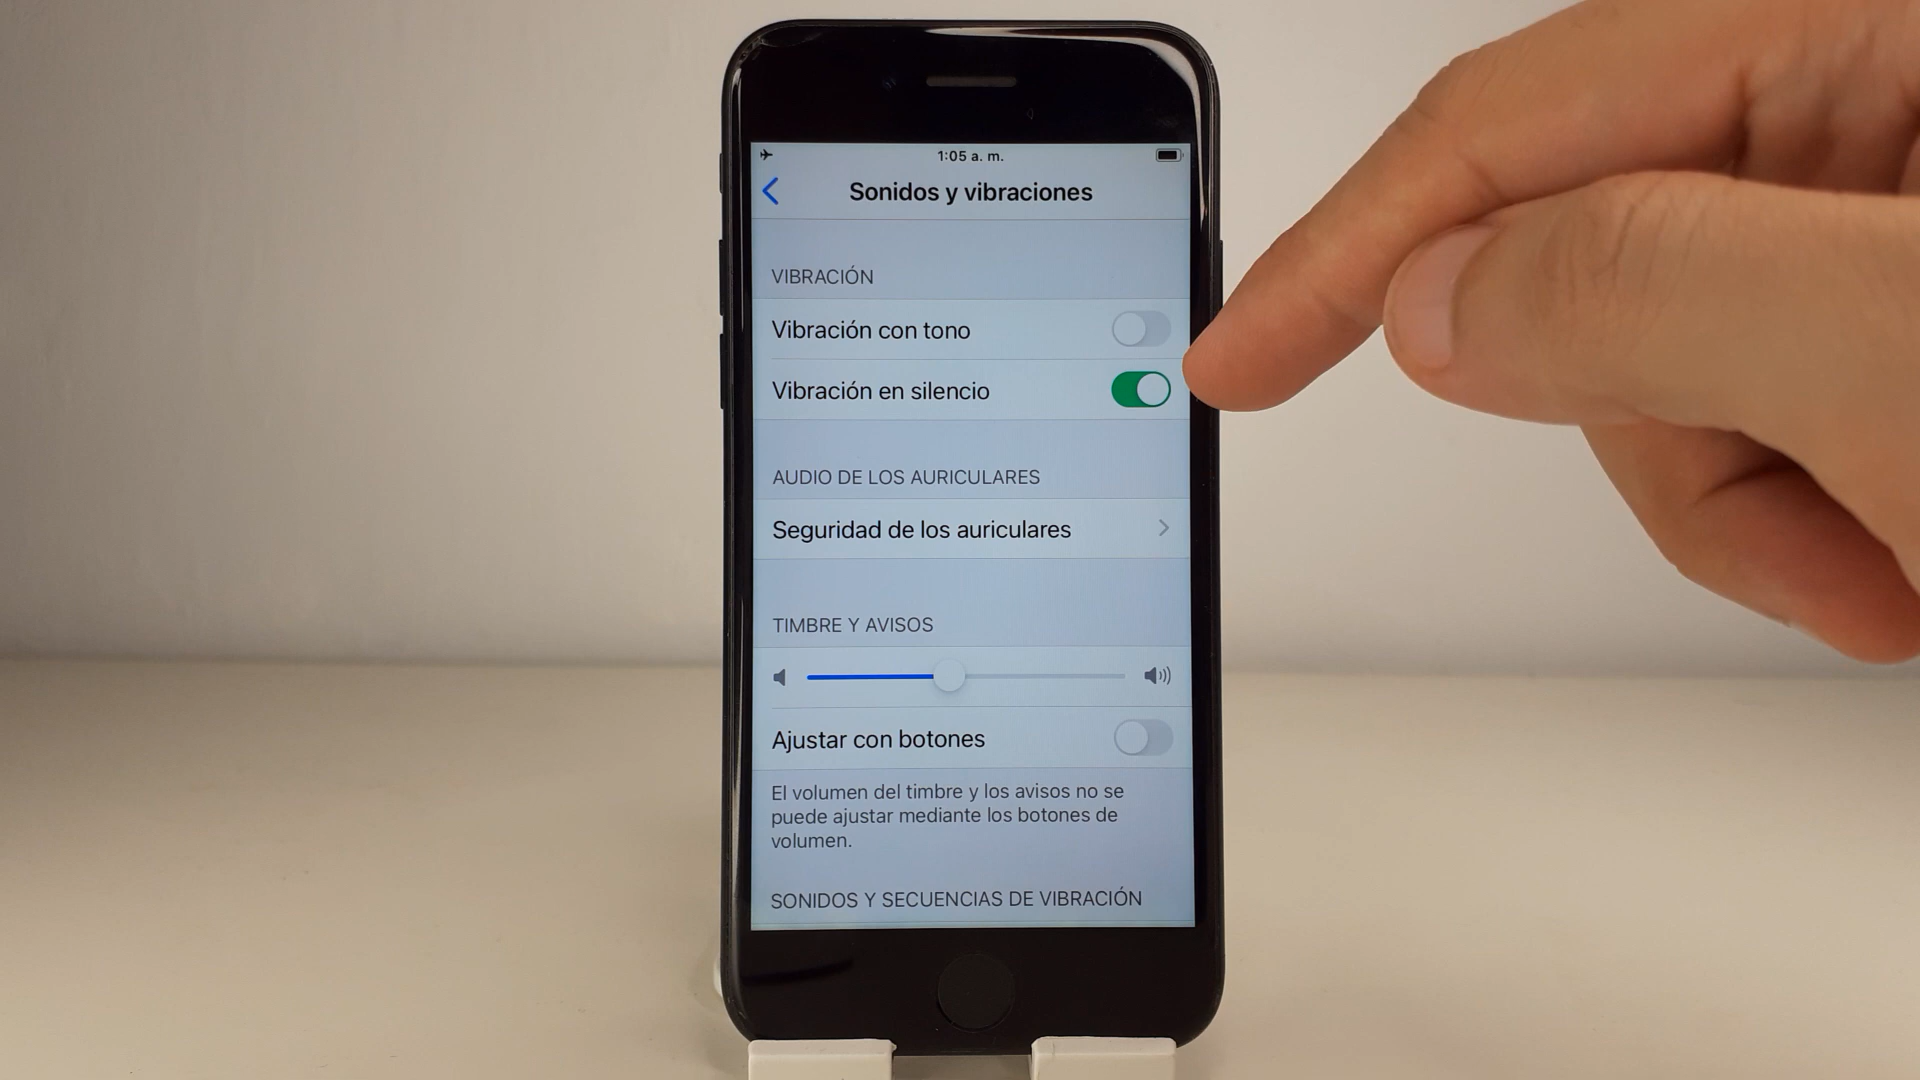 1:05 a. m.
Sonidos y vibraciones
VIBRACIÓN
Vibración con tono
Vibración en silencio
AUDIO DE LOS AURICULARES
Seguridad de los auriculares
TIMBRE Y AVISOS
Ajustar con botones
El volumen del timbre y los avisos no se
puede ajustar mediante los botones de
volumen.
SONIDOS Y SECUENCIAS DE VIBRACIÓN